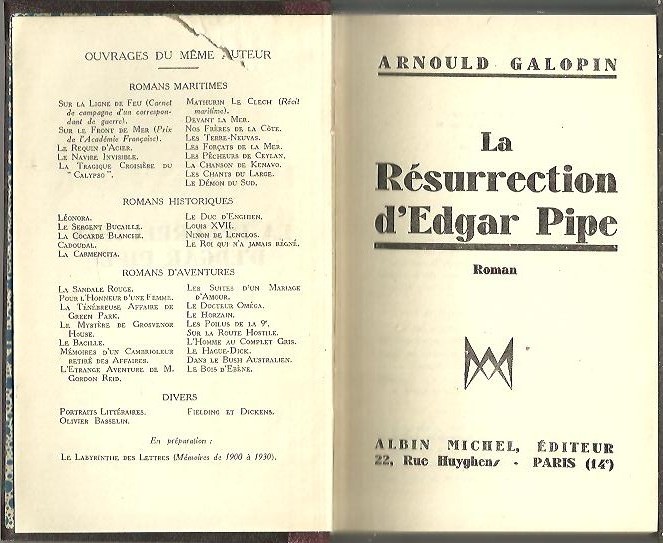 OUVRAGES DU MÊME AUTEUR
ROMANS MARITIMES
Sur la Ligne de Feu (Carnet
de campagne d'un correspon-
dant de guerre).
Sur le Front de Mer (Prix
de l'Académie Française).
Le Requin d'Acier.
Le Navire Invisible.
La Tragique Croisière du
" Calypso ".
Mathurin Le Clech (Récit
maritime).
Devant la Mer.
Nos Frères de la Côte.
Les Terre-Neuvas.
Les Forçats de la Mer.
Les Pêcheurs de Ceylan.
La Chanson de Kenavo.
Les Chants du Large.
Le Démon du Sud.
ROMANS HISTORIQUES
Léonora.
Le Sergent Bucaille.
La Cocarde Blanche.
Cadoudal.
La Carmencita.
Le Duc d'Enghien.
Louis XVII.
Ninon de Lenclos.
Le Roi qui n'a jamais régné.
ROMANS D'AVENTURES
La Sandale Rouge.
Pour l'Honneur d'une Femme.
La Ténébreuse Affaire de
Green Park.
Le Mystère de Grosvenor
House.
Le Bacille.
Mémoires d'un Cambrioleur
retiré des Affaires.
L'Etrange Aventure de M.
Gordon Reid.
Les Suites d'un Mariage
d'Amour.
Le Docteur Oméga.
Le Horzain.
Les Poilus de la 9e.
Sur la Route Hostile.
L'Homme au Complet Gris.
Le Hague-Dick.
Dans le Bush Australien.
Le Bois d'Ebène.
DIVERS
Portraits Littéraires.
Olivier Basselin.
Fielding et Dickens.
En préparation :
Le Labyrinthe des Lettres (Mémoires de 1900 à 1930).
ARNOULD GALOPIN
La
Résurrection
d'Edgar Pipe
Roman
ALBIN MICHEL, ÉDITEUR
22, Rue Huyghens - PARIS (14e)